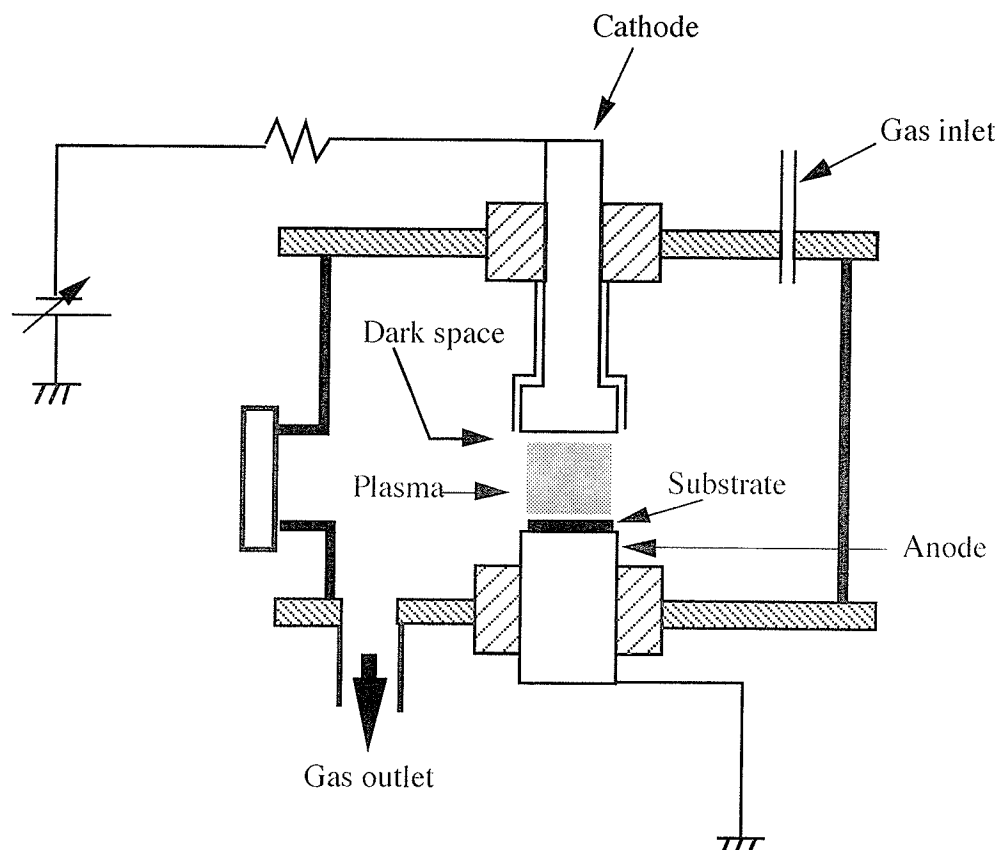 Cathode
Gas inlet
Dark space
Plasma
Substrate
Anode
Gas outlet